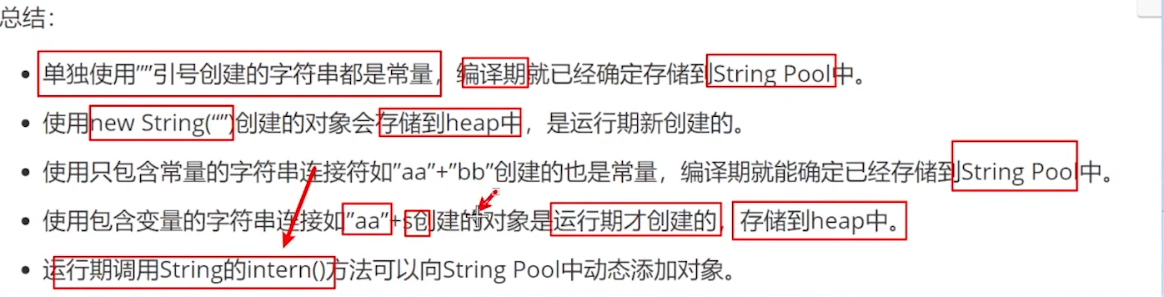 总结：
单独使用””引号创建的字符串都是常量，编译期就已经确定存储到String Pool中。
使用new String(“”)创建的对象会存储到heap中，是运行期新创建的。
使用只包含常量的字符串连接符如”aa”+”bb”创建的也是常量，编译期就能确定已经存储到String Pool中。
使用包含变量的字符串连接如”aa”+s创建的对象是运行期才创建的，存储到heap中。
运行期调用String的intern()方法可以向String Pool中动态添加对象。